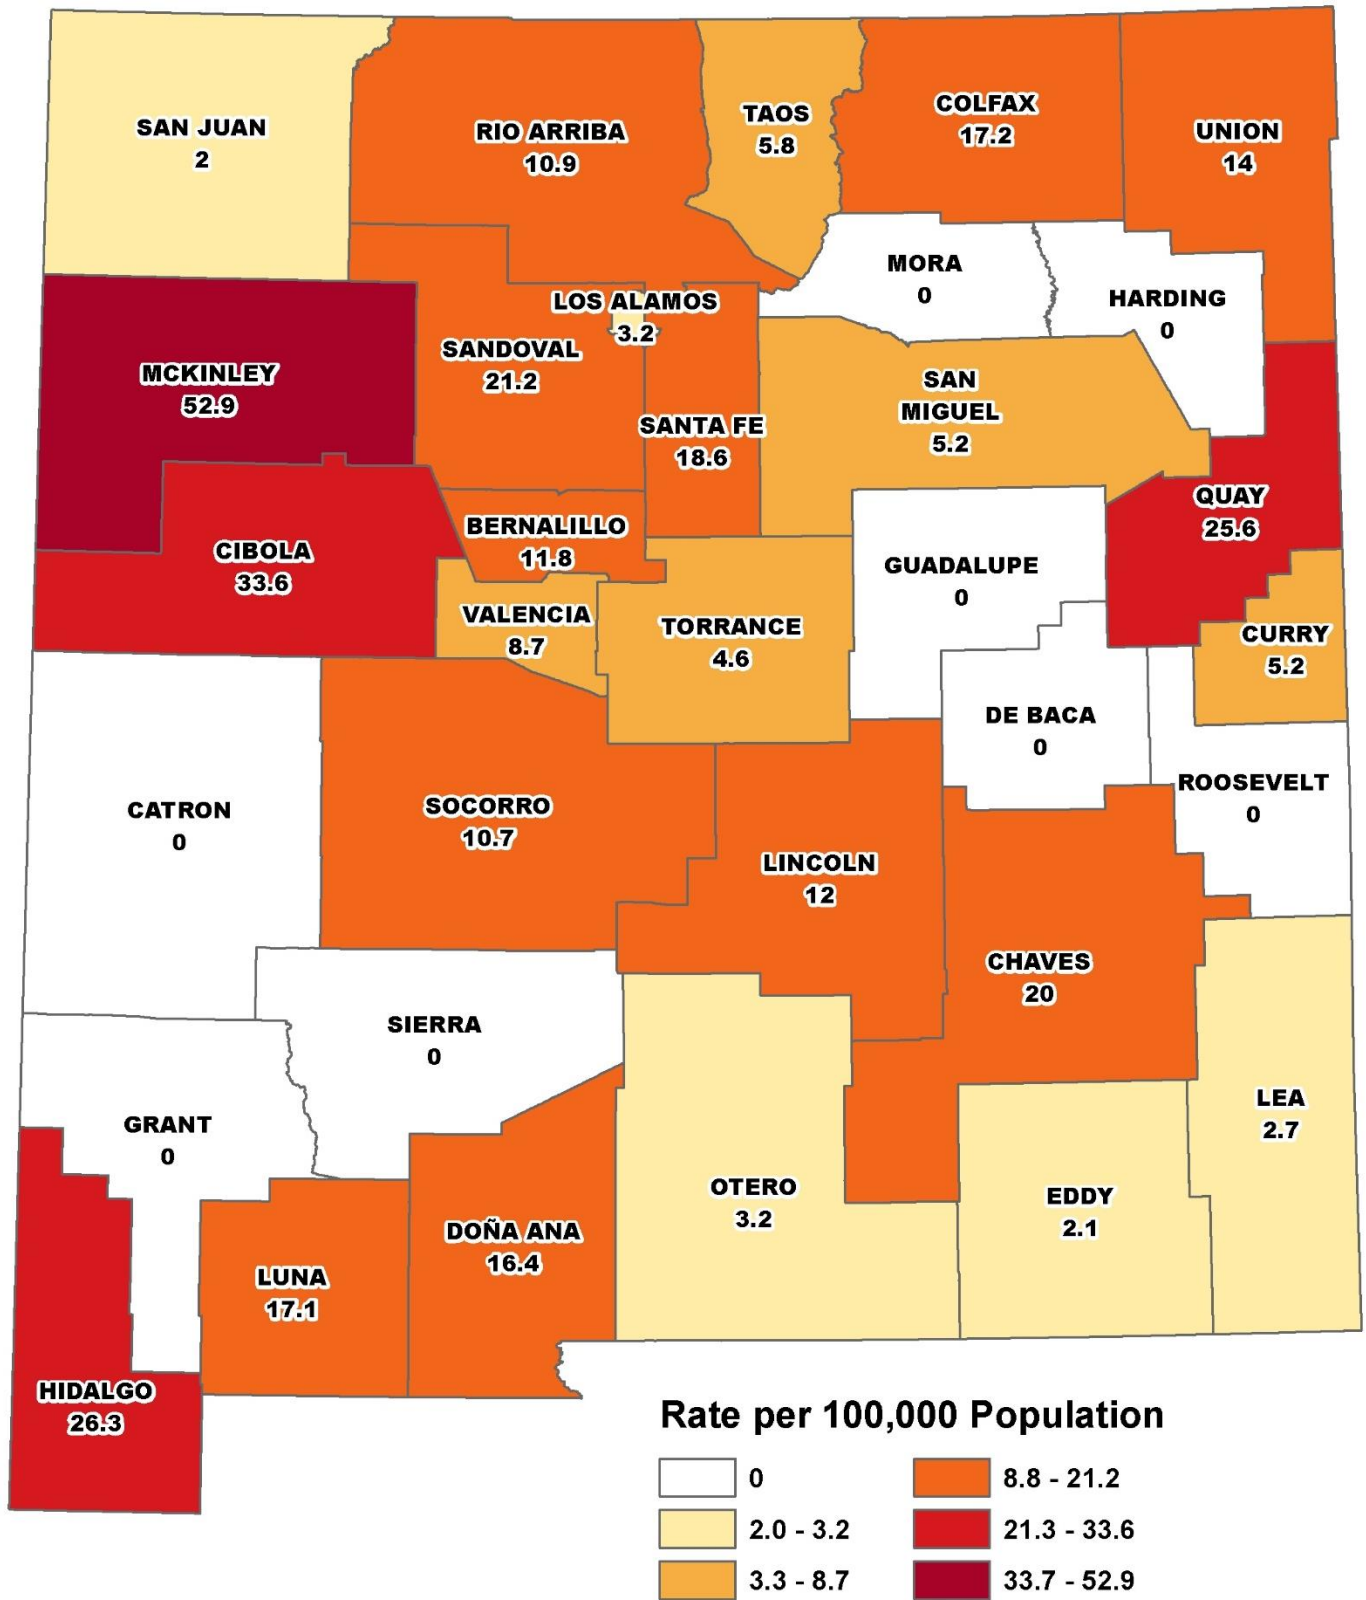 SAN JUAN
2
RIO ARRIBA
10.9
TAOS
5.8
COLFAX
17.2
UNION
14
MORA
0
HARDING
0
LOS ALAMOS
3.2
SANDOVAL
21.2
MCKINLEY
52.9
SAN
MIGUEL
5.2
SANTA FE
18.6
QUAY
25.6
BERNALILLO
11.8
CIBOLA
33.6
GUADALUPE
0
VALENCIA
8.7
TORRANCE
4.6
CURRY
5.2
DE BACA
0
ROOSEVELT
0
CATRON
0
SOCORRO
10.7
LINCOLN
12
CHAVES
20
SIERRA
0
GRANT
0
LEA
2.7
OTERO
3.2
EDDY
2.1
DOÑA ANA
16.4
LUNA
17.1
HIDALGO
26.3
Rate per 100,000 Population
0
2.0 - 3.2
3.3 - 8.7
8.8 - 21.2
21.3 - 33.6
33.7 - 52.9